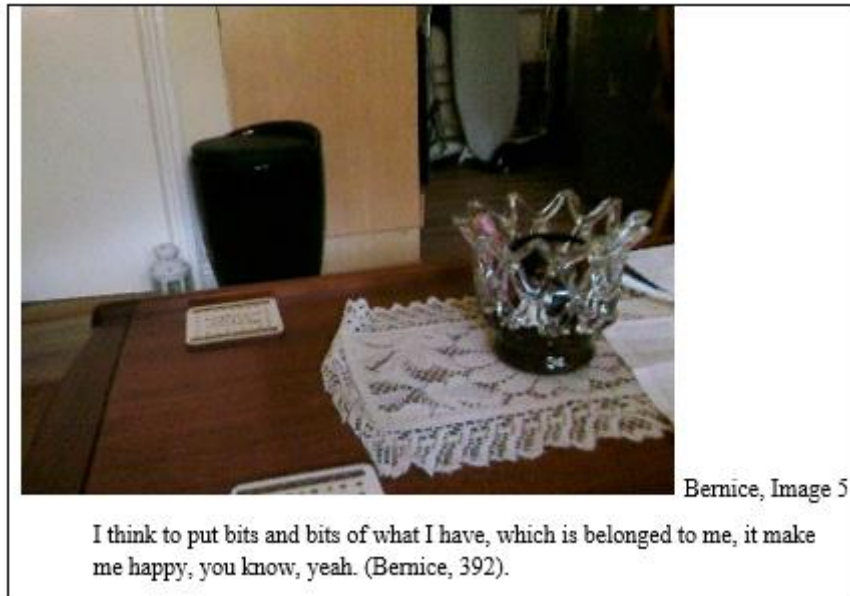 Bernice, Image 5
I think to put bits and bits of what I have, which is belonged to me, it make
me happy, you know, yeah. (Bernice, 392).